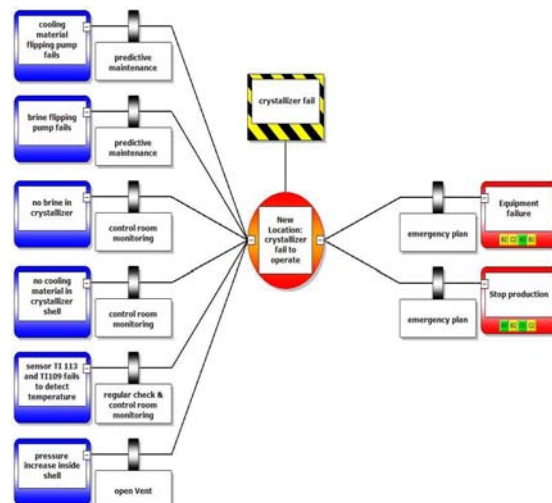 cooling
material
flipping pump
fails
predictive
maintenance
brine flipping
pump fails
predictive
maintenance
no brine in
crystallizer
control room
monitoring
no cooling
material in
crystallizer
shell
control room
monitoring
sensor TI 113
and TI109 fails
to detect
temperature
regular check &
control room
monitoring
pressure
increase inside
shell
open Vent
crystallizer fail
New
Location:
crystallizer
fail to
operate
emergency plan
Equipment
failure
emergency plan
Stop production